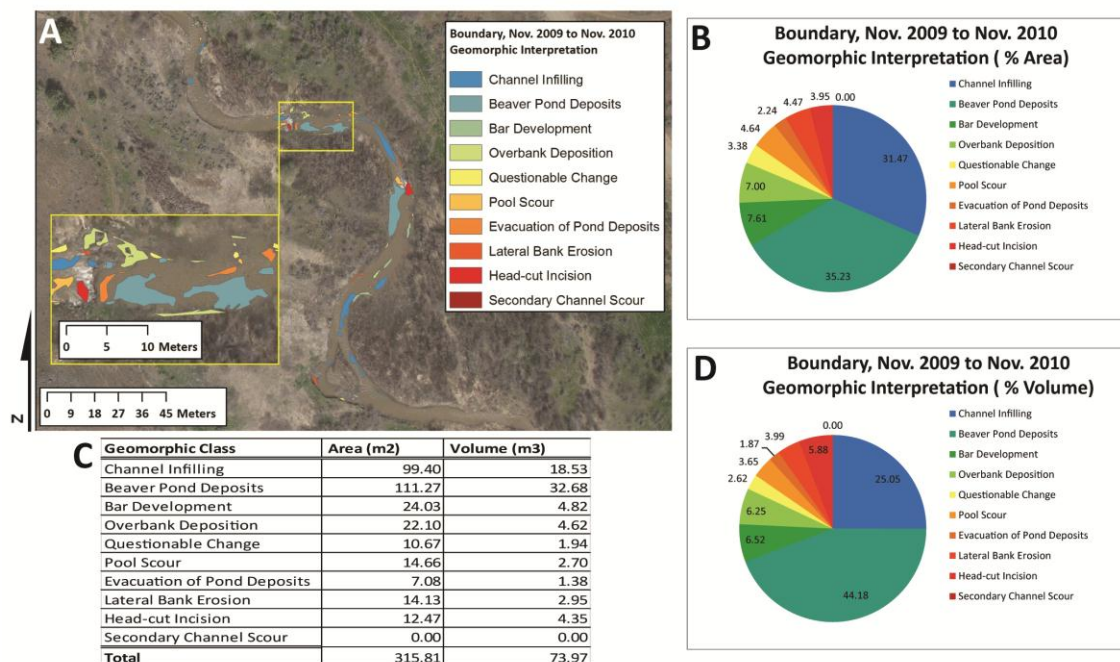 A
Boundary, Nov. 2009 to Nov. 2010
Geomorphic Interpretation
Channel Infilling
Beaver Pond Deposits
Bar Development
Overbank Deposition
Questionable Change
Pool Scour
Evacuation of Pond Deposits
Lateral Bank Erosion
Head-cut Incision
Secondary Channel Scour
0 5 10 Meters
0 9 18 27 36 45 Meters
N
B
Boundary, Nov. 2009 to Nov. 2010
Geomorphic Interpretation ( % Area)
0.00
3.95
4.47
2.24
4.64
3.38
7.00
7.61
35.23
31.47
Channel Infilling
Beaver Pond Deposits
Bar Development
Overbank Deposition
Questionable Change
Pool Scour
Evacuation of Pond Deposits
Lateral Bank Erosion
Head-cut Incision
Secondary Channel Scour
C
Geomorphic Class Area (m2) Volume (m3)
Channel Infilling 99.40 18.53
Beaver Pond Deposits 111.27 32.68
Bar Development 24.03 4.82
Overbank Deposition 22.10 4.62
Questionable Change 10.67 1.94
Pool Scour 14.66 2.70
Evacuation of Pond Deposits 7.08 1.38
Lateral Bank Erosion 14.13 2.95
Head-cut Incision 12.47 4.35
Secondary Channel Scour 0.00 0.00
Total 315.81 73.97
D
Boundary, Nov. 2009 to Nov. 2010
Geomorphic Interpretation ( % Volume)
0.00
5.88
3.99
1.87
3.65
2.62
6.25
6.52
44.18
25.05
Channel Infilling
Beaver Pond Deposits
Bar Development
Overbank Deposition
Questionable Change
Pool Scour
Evacuation of Pond Deposits
Lateral Bank Erosion
Head-cut Incision
Secondary Channel Scour